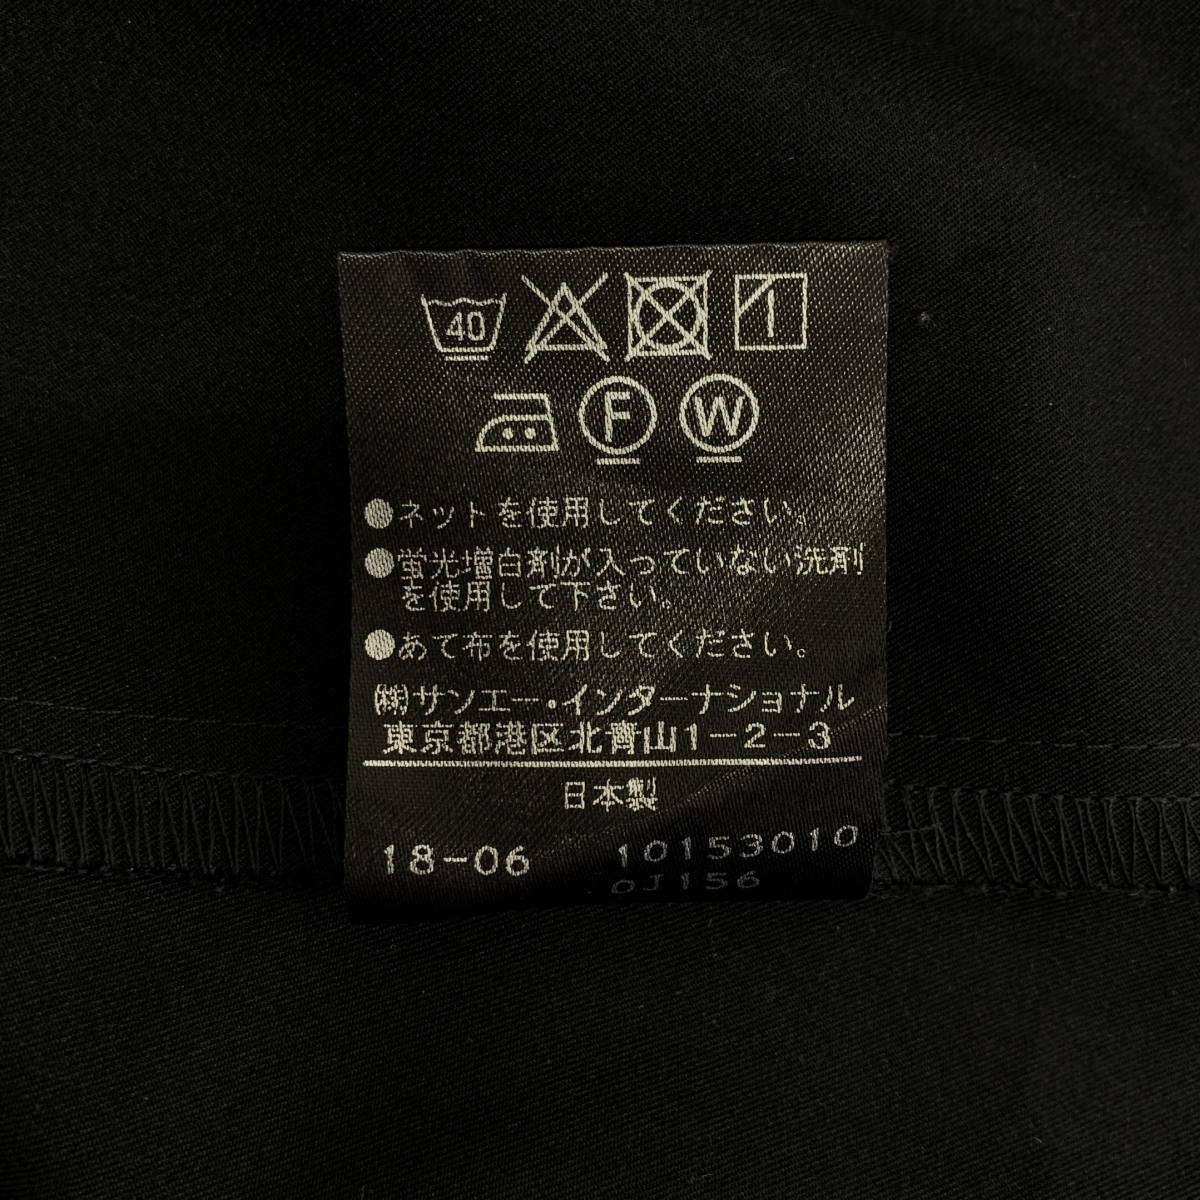 40
F W
●ネットを使用してください。
●蛍光増白剤が入っていない洗剤
を使用して下さい。
●あて布を使用してください。
㈱サンエー・インターナショナル
東京都港区北青山1-2-3
日本製
18-06 10153010
0J156